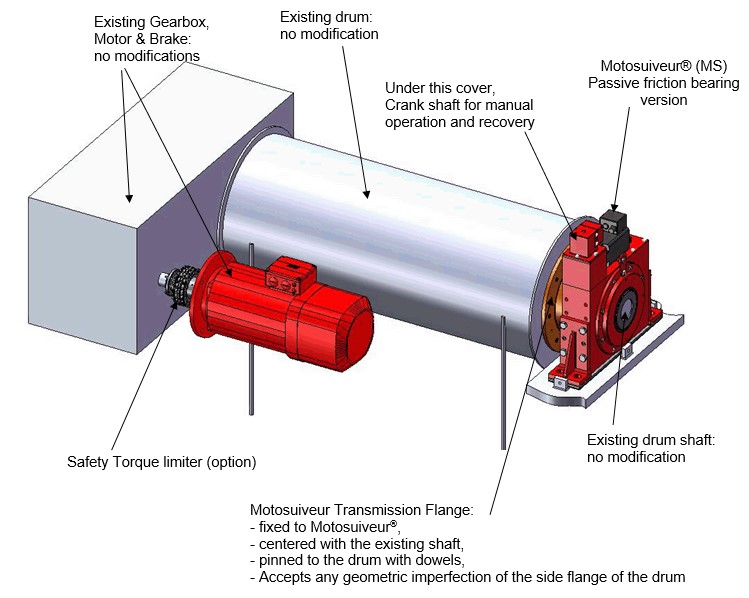 Existing Gearbox,
Motor & Brake:
no modifications
Existing drum:
no modification
Motosuiveur® (MS)
Passive friction bearing
version
Under this cover,
Crank shaft for manual
operation and recovery
Existing drum shaft:
no modification
Safety Torque limiter (option)
Motosuiveur Transmission Flange:
- fixed to Motosuiveur®,
- centered with the existing shaft,
- pinned to the drum with dowels,
- Accepts any geometric imperfection of the side flange of the drum